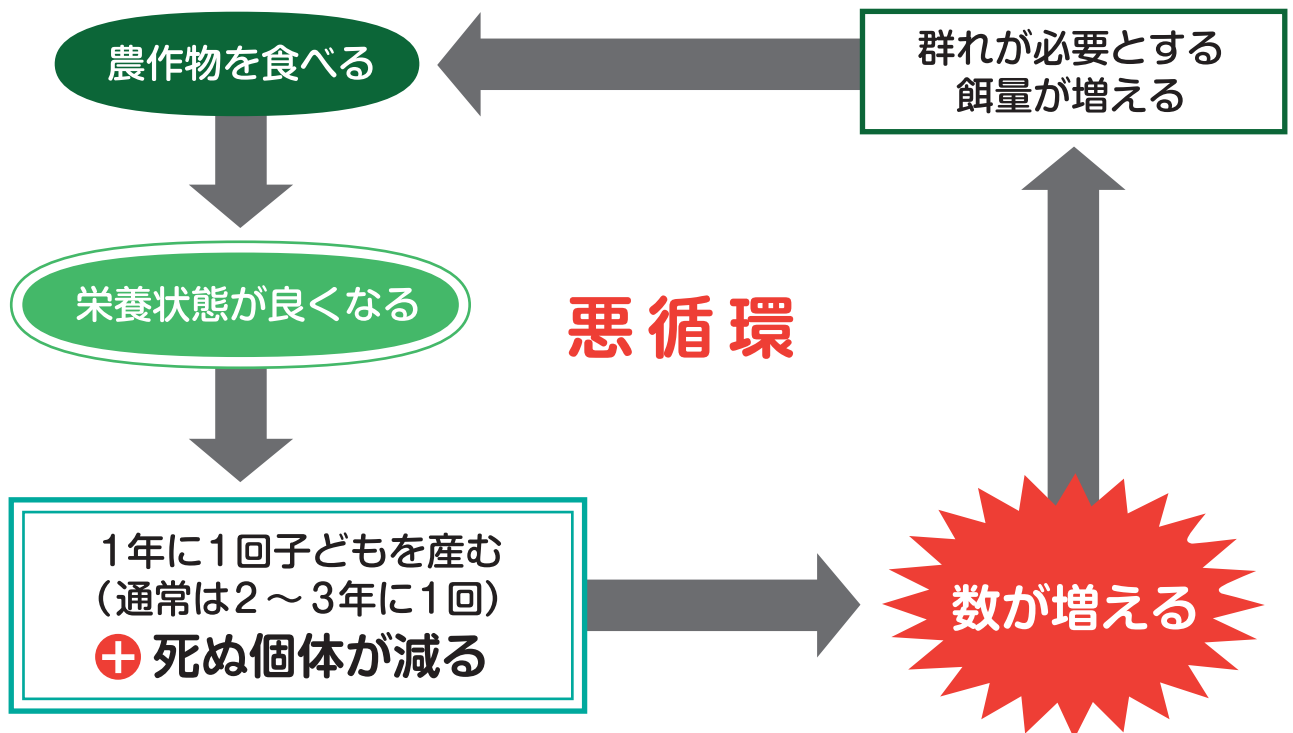 農作物を食べる
群れが必要とする
餌量が増える
栄養状態が良くなる
悪循環
1年に1回子どもを産む
（通常は2～3年に1回）
＋死ぬ個体が減る
数が増える